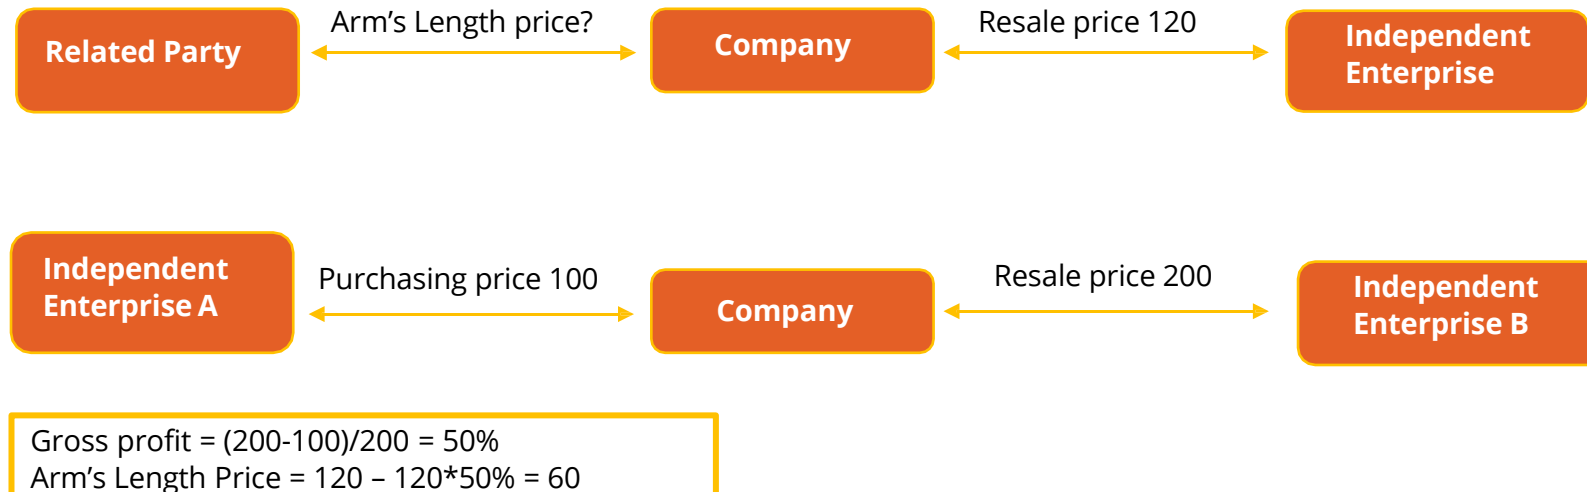 Related Party
Arm's Length price?
Company
Resale price 120
Independent
Enterprise
Independent
Enterprise A
Purchasing price 100
Company
Resale price 200
Independent
Enterprise B
Gross profit = (200-100)/200 = 50%
Arm's Length Price = 120 – 120*50% = 60